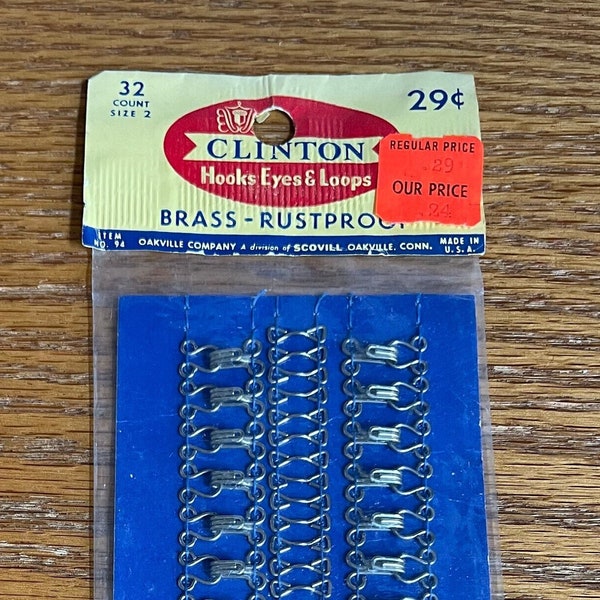 32
COUNT
SIZE 2
29¢
CLINTON
Hooks Eyes & Loops
REGULAR PRICE
.29
OUR PRICE
.24
BRASS - RUSTPROOF
ITEM
NO. 94
OAKVILLE COMPANY A division of SCOVILL OAKVILLE, CONN.
MADE IN
U.S.A.